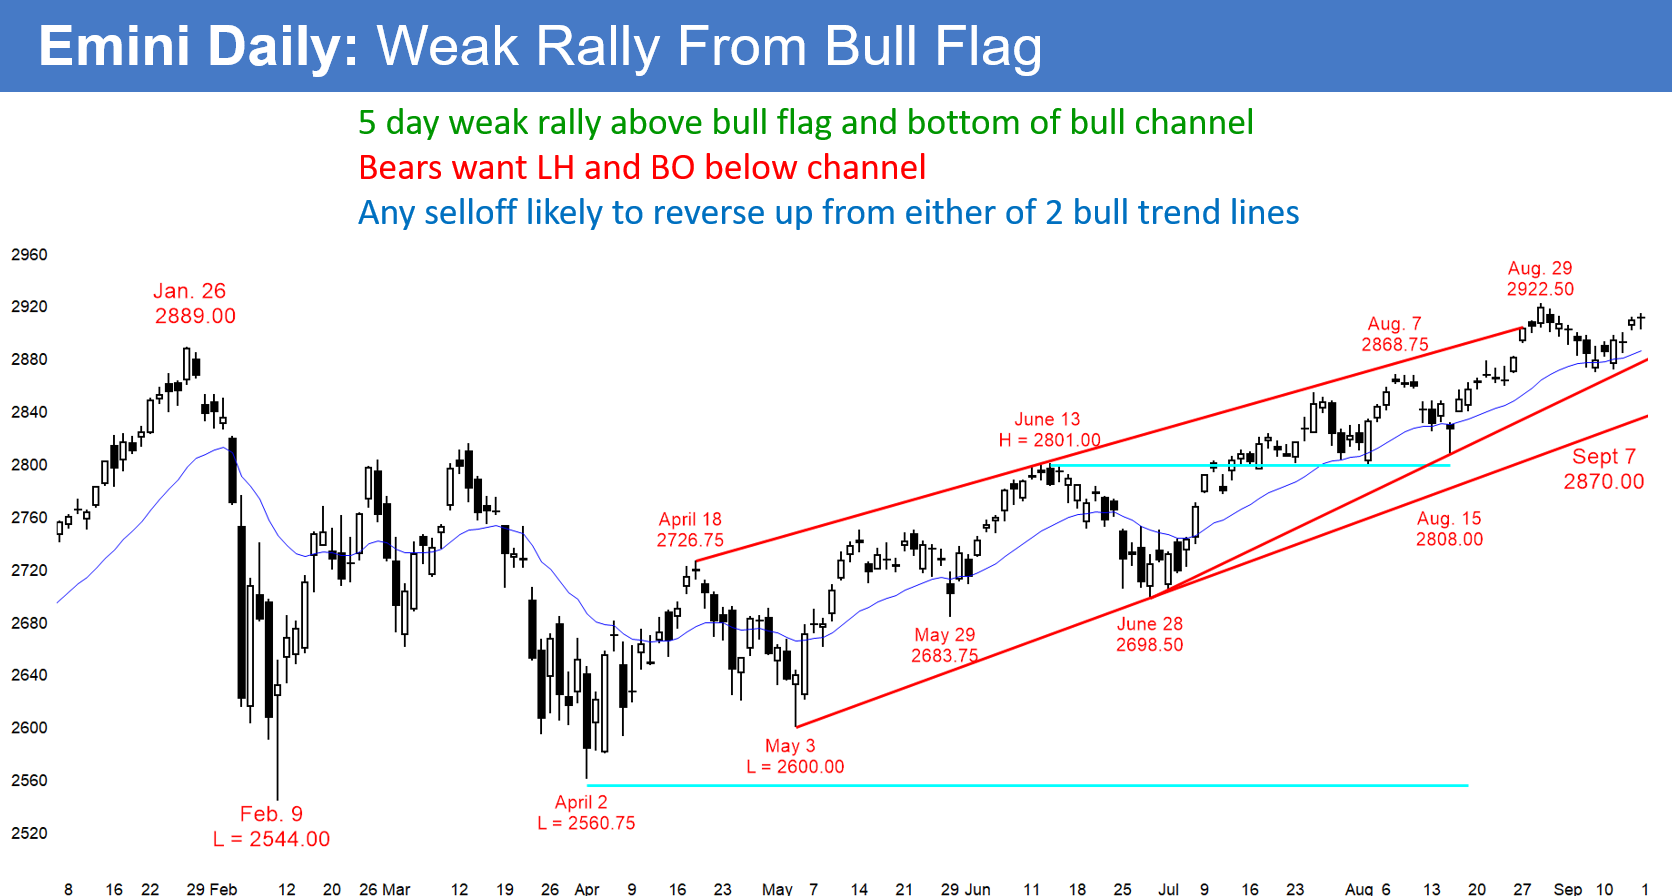 Emini Daily: Weak Rally From Bull Flag
5 day weak rally above bull flag and bottom of bull channel
Bears want LH and BO below channel
Any selloff likely to reverse up from either of 2 bull trend lines
2960
2920
2880
2840
2800
2760
2720
2680
2640
2600
2560
2520
Jan. 26
2889.00
Feb. 9
L = 2544.00
April 2
L = 2560.75
April 18
2726.75
May 3
L = 2600.00
May 29
2683.75
June 13
H = 2801.00
June 28
2698.50
Aug. 7
2868.75
Aug. 15
2808.00
Aug. 29
2922.50
Sept 7
2870.00
8 16 22 29 Feb 12 20 26 Mar 12 19 26 Apr 9 16 23 May 7 14 21 29 Jun 11 18 25 Jul 9 16 23 Aug 6 13 20 27 Sep 10 1